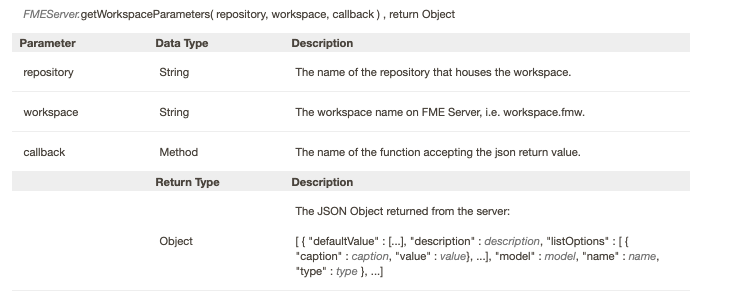 FMEServer.getWorkspaceParameters( repository, workspace, callback ) , return Object
Parameter Data Type Description
repository String The name of the repository that houses the workspace.
workspace String The workspace name on FME Server, i.e. workspace.fmw.
callback Method The name of the function accepting the json return value.
Return Type Description
The JSON Object returned from the server:
Object [ { "defaultValue" : [...], "description" : description, "listOptions" : [ {
"caption" : caption, "value" : value}, ...], "model" : model, "name" : name,
"type" : type }, ...]